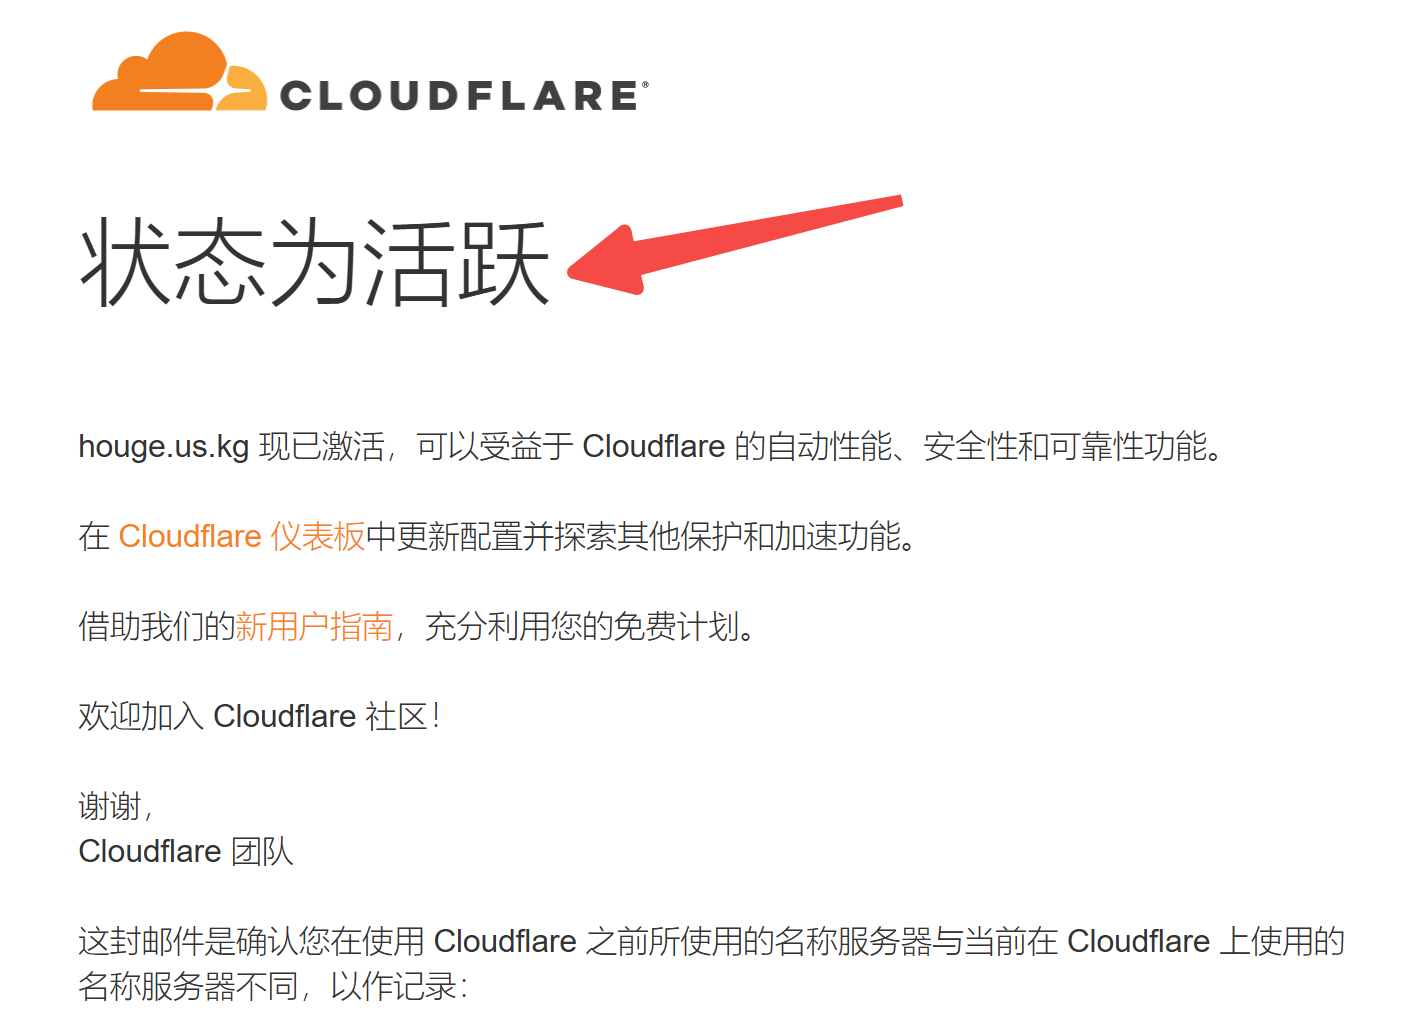 CLOUDFLARE®
状态为活跃
houge.us.kg 现已激活，可以受益于 Cloudflare 的自动性能、安全性和可靠性功能。
在 Cloudflare 仪表板中更新配置并探索其他保护和加速功能。
借助我们的新用户指南，充分利用您的免费计划。
欢迎加入 Cloudflare 社区！
谢谢，
Cloudflare 团队
这封邮件是确认您在使用 Cloudflare 之前所使用的名称服务器与当前在 Cloudflare 上使用的
名称服务器不同，以作记录：